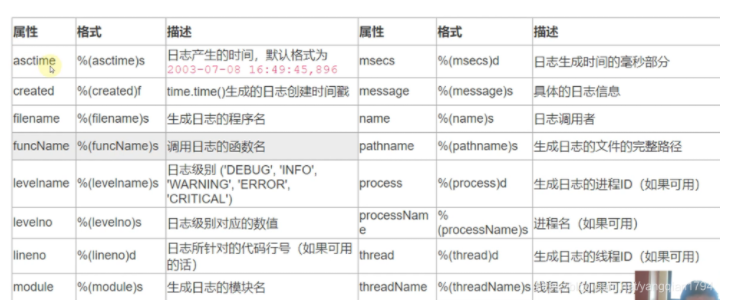 属性 格式 描述 属性 格式 描述
asctime %(asctime)s 日志产生的时间，默认格式为 msecs %(msecs)d 日志生成时间的毫秒部分
2003-07-08 16:49:45,896
created %(created)f time.time()生成的日志创建时间戳 message %(message)s 具体的日志信息
filename %(filename)s 生成日志的程序名 name %(name)s 日志调用者
funcName %(funcName)s 调用日志的函数名 pathname %(pathname)s 生成日志的文件的完整路径
日志级别 ('DEBUG', 'INFO',
levelname %(levelname)s 'WARNING', 'ERROR', process %(process)d 生成日志的进程ID（如果可用）
'CRITICAL')
levelno %(levelno)s 日志级别对应的数值 processNam %
e (processName)s 进程名（如果可用）
lineno %(lineno)d 日志所针对的代码行号（如果可用 thread %(thread)d 生成日志的线程ID（如果可用）
的话）
module %(module)s 生成日志的模块名 threadName %(threadName)s 线程名（如果可用）